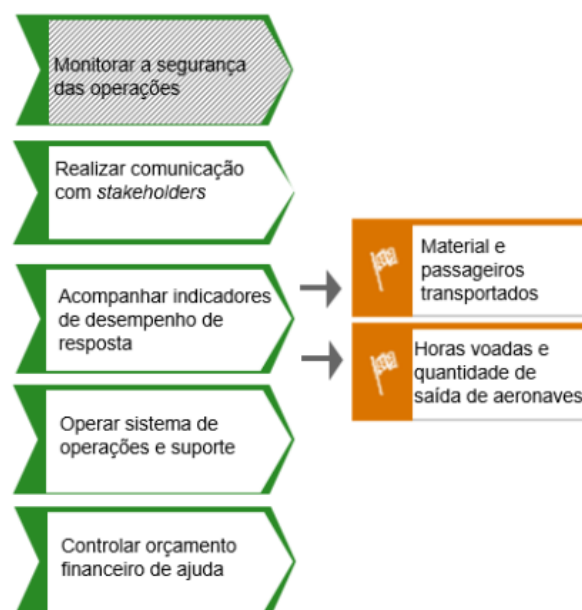 Monitorar a segurança
das operações
Realizar comunicação
com stakeholders
Acompanhar indicadores
de desempenho de
resposta
Material e
passageiros
transportados
Horas voadas e
quantidade de
saída de aeronaves
Operar sistema de
operações e suporte
Controlar orçamento
financeiro de ajuda